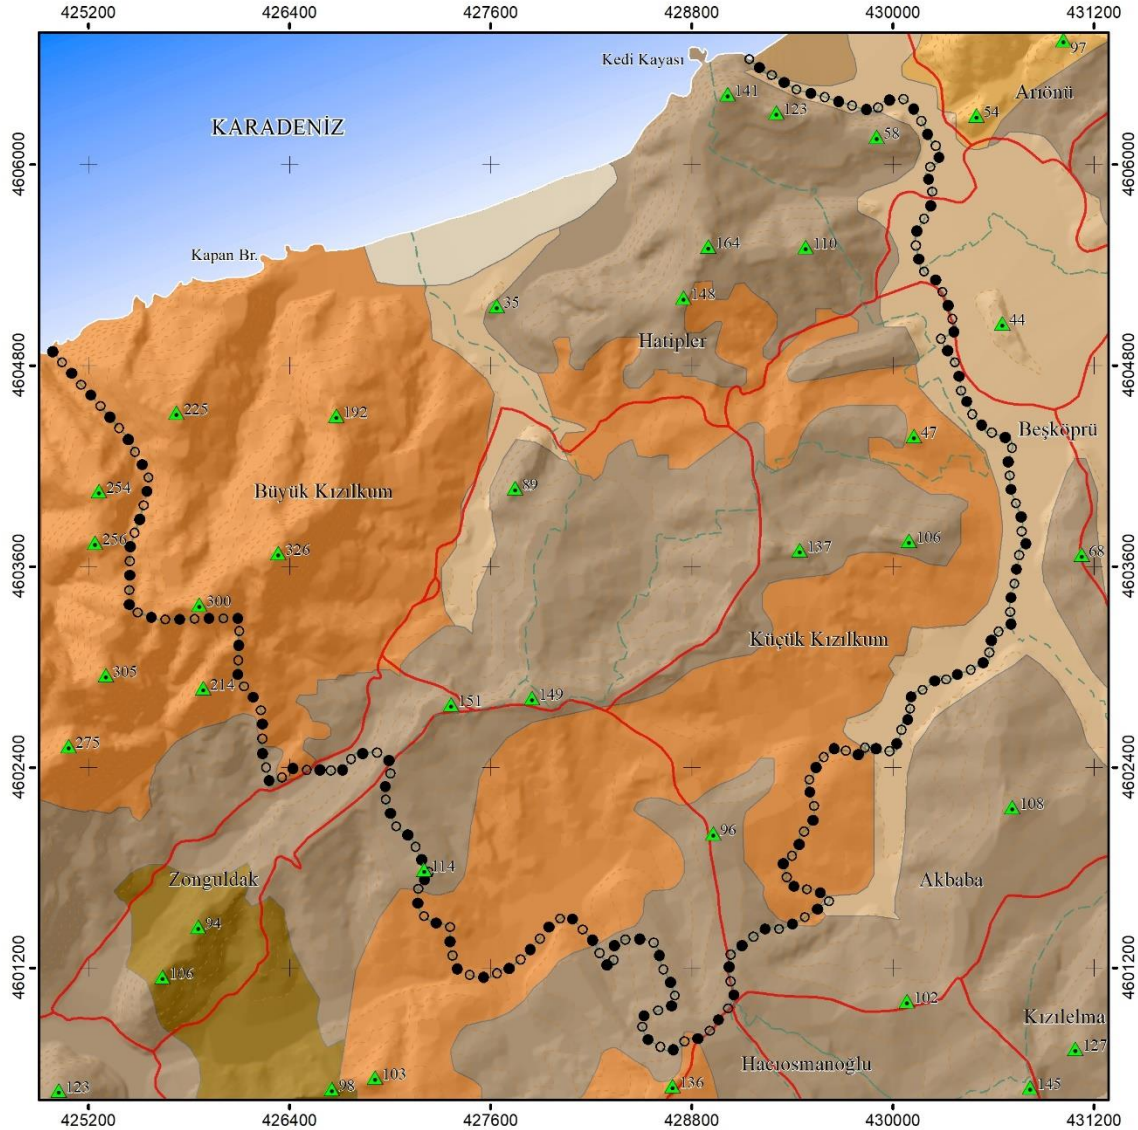 425200 426400 427600 428800 430000 431200
97
Kedi Kayası
141
Arıönü
123
54
KARADENİZ
58
4606000 4606000
164 110
Kapan Br.
148
35
44
Hatipler
4604800 4604800
225 192
Beşköprü
47
254 Büyük Kızılkum 89
256 106
326 137 68
4603600 4603600
300
Küçük Kızılkum
305
214
151 149
275
4602400 4602400
108
96
114
Zonguldak Akbaba
94
4601200 4601200
106
102
Kızılelma
127
Hacıosmanoğlu
103
123 98 136 145
425200 426400 427600 428800 430000 431200